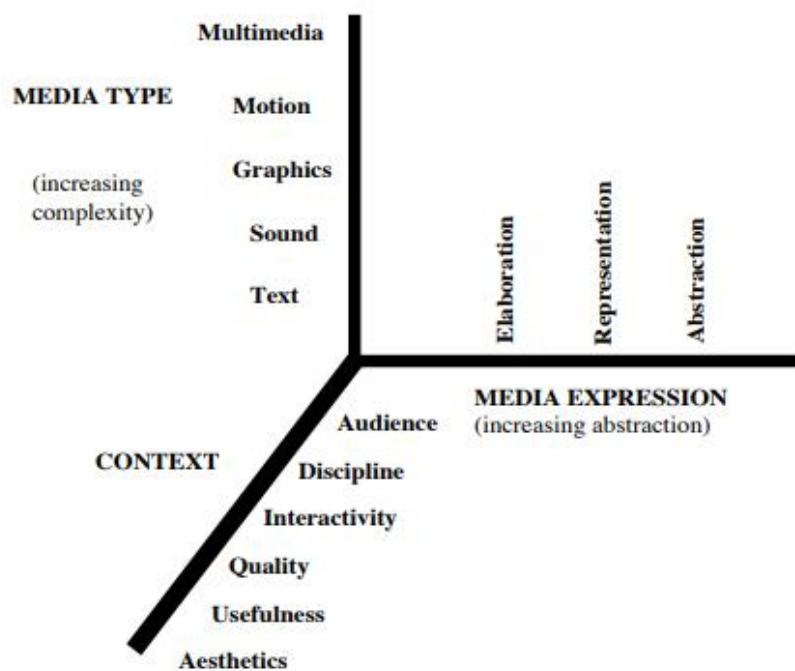 Multimedia
MEDIA TYPE
Motion
(increasing
complexity)
Graphics
Sound
Text
Elaboration
Representation
Abstraction
MEDIA EXPRESSION
(increasing abstraction)
CONTEXT
Audience
Discipline
Interactivity
Quality
Usefulness
Aesthetics